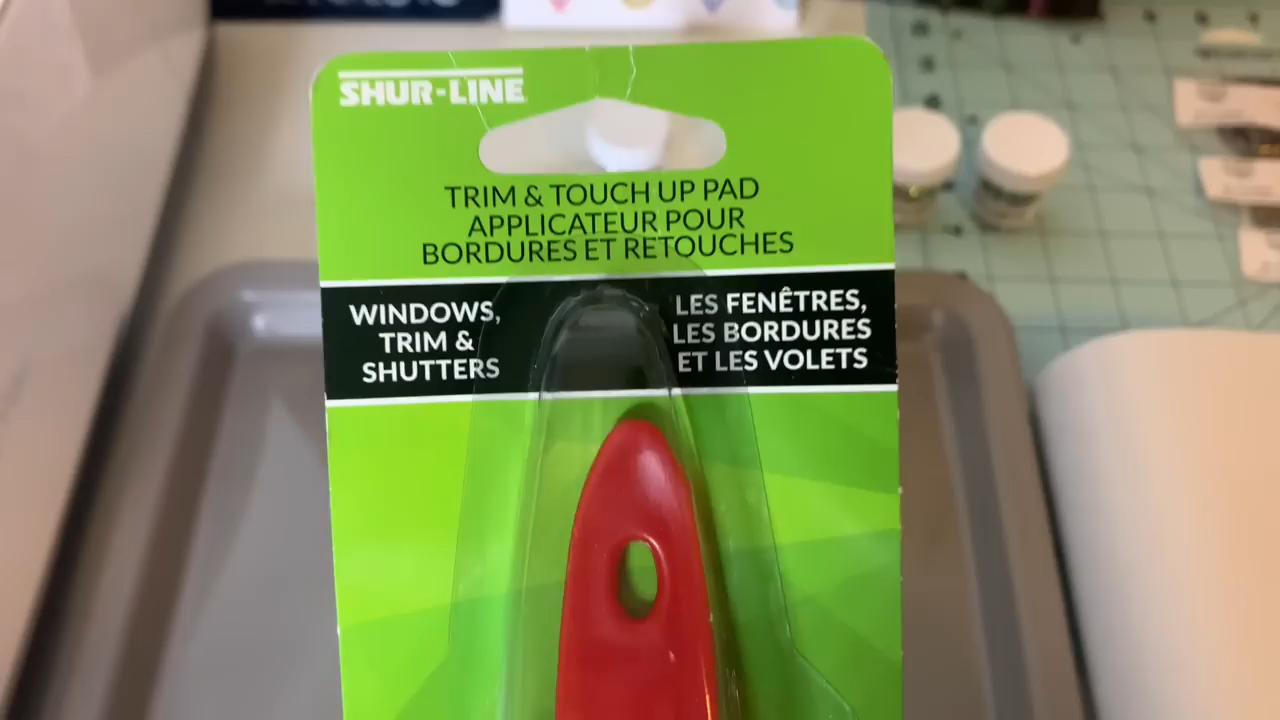 SHUR-LINE
TRIM & TOUCH UP PAD
APPLICATEUR POUR
BORDURES ET RETOUCHES
WINDOWS,
TRIM &
SHUTTERS
LES FENÊTRES,
LES BORDURES
ET LES VOLETS